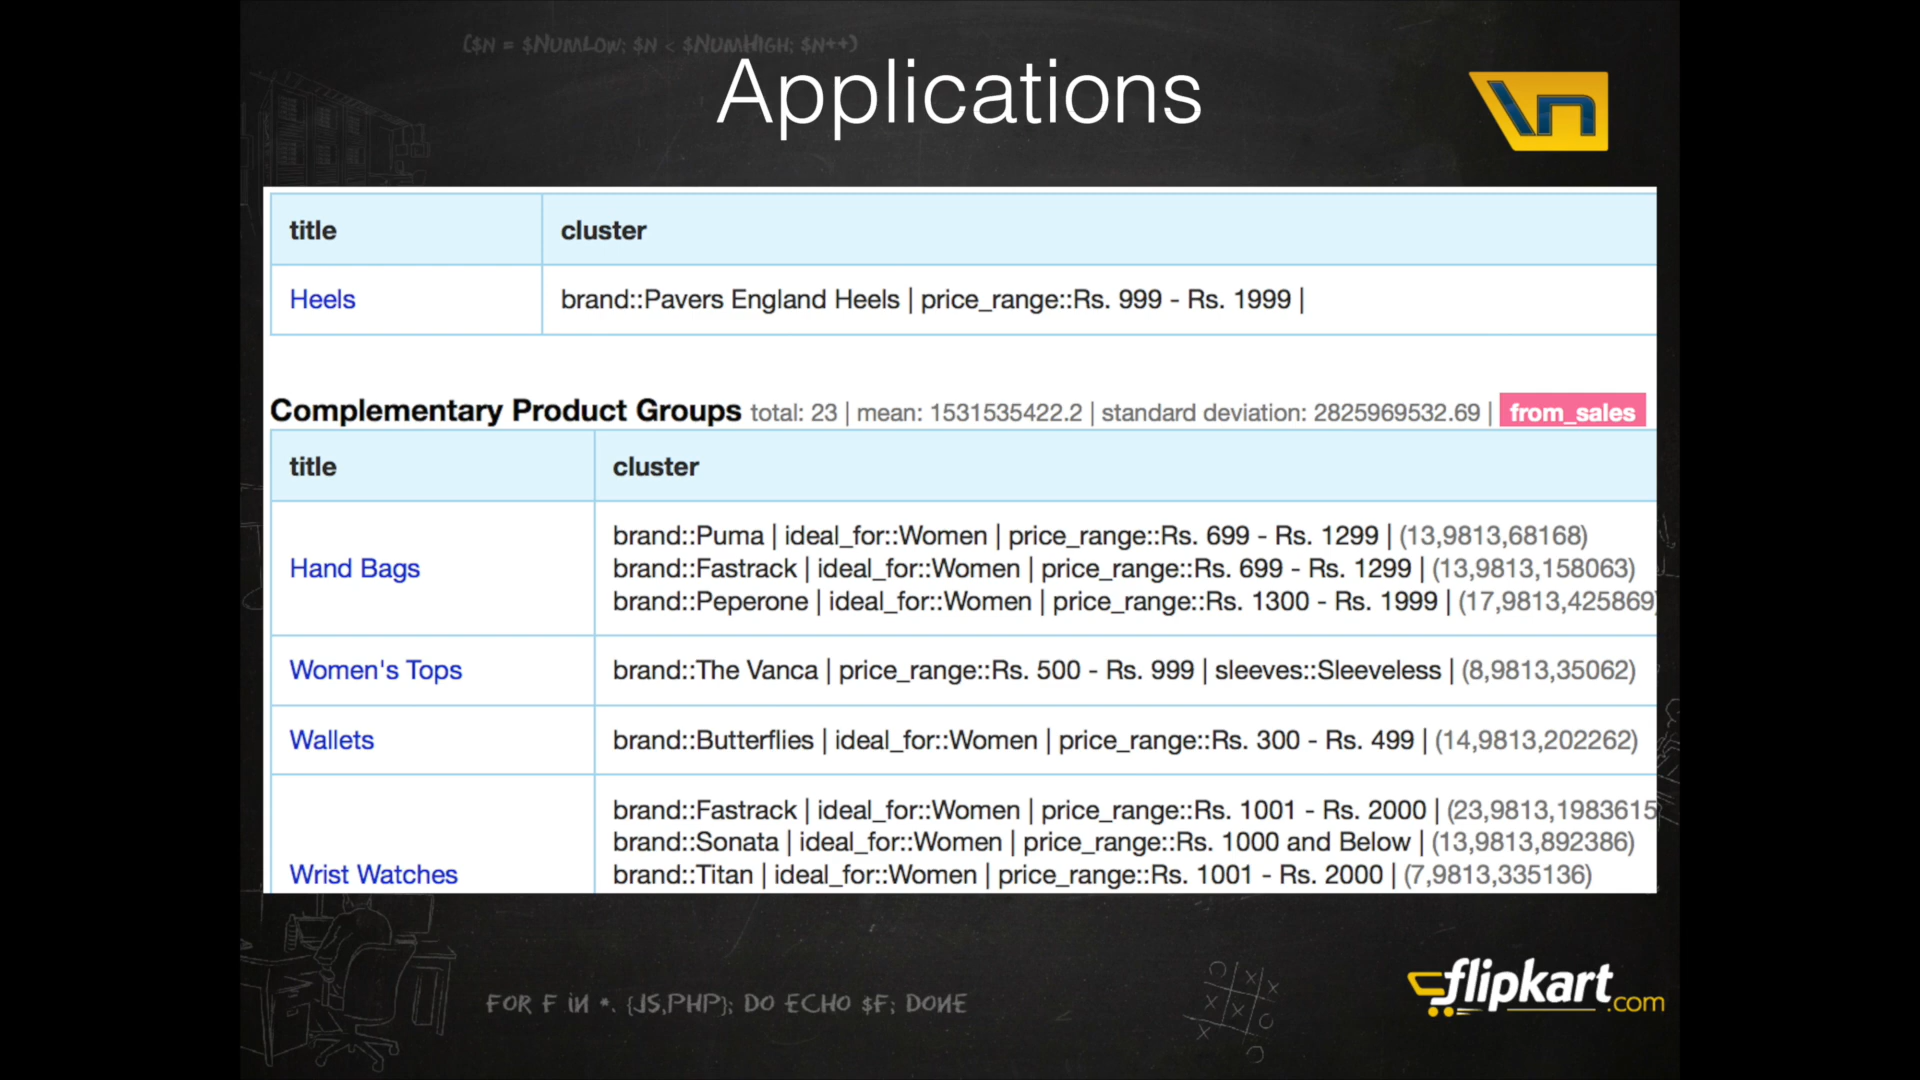 ($N = $NUMLOW; $N < $NUMHIGH; $N++)
Applications
\n
title cluster
Heels brand::Pavers England Heels | price_range::Rs. 999 - Rs. 1999 |
Complementary Product Groups total: 23 | mean: 1531535422.2 | standard deviation: 2825969532.69 | from_sales
title cluster
Hand Bags
brand::Puma | ideal_for::Women | price_range::Rs. 699 - Rs. 1299 | (13,9813,68168)
brand::Fastrack | ideal_for::Women | price_range::Rs. 699 - Rs. 1299 | (13,9813,158063)
brand::Peperone | ideal_for::Women | price_range::Rs. 1300 - Rs. 1999 | (17,9813,425869)
Women's Tops brand::The Vanca | price_range::Rs. 500 - Rs. 999 | sleeves::Sleeveless | (8,9813,35062)
Wallets brand::Butterflies | ideal_for::Women | price_range::Rs. 300 - Rs. 499 | (14,9813,202262)
Wrist Watches
brand::Fastrack | ideal_for::Women | price_range::Rs. 1001 - Rs. 2000 | (23,9813,1983615
brand::Sonata | ideal_for::Women | price_range::Rs. 1000 and Below | (13,9813,892386)
brand::Titan | ideal_for::Women | price_range::Rs. 1001 - Rs. 2000 | (7,9813,335136)
FOR F IN *. {JS,PHP}; DO ECHO $F; DONE
flipkart.com